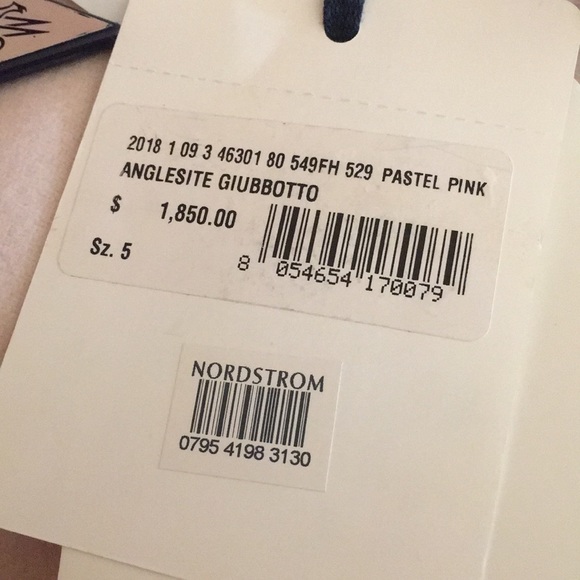 2018 1 09 3 46301 80 549FH 529 PASTEL PINK
ANGLESITE GIUBBOTTO
$ 1,850.00
Sz. 5
8 054654 170079
NORDSTROM
0795 4198 3130